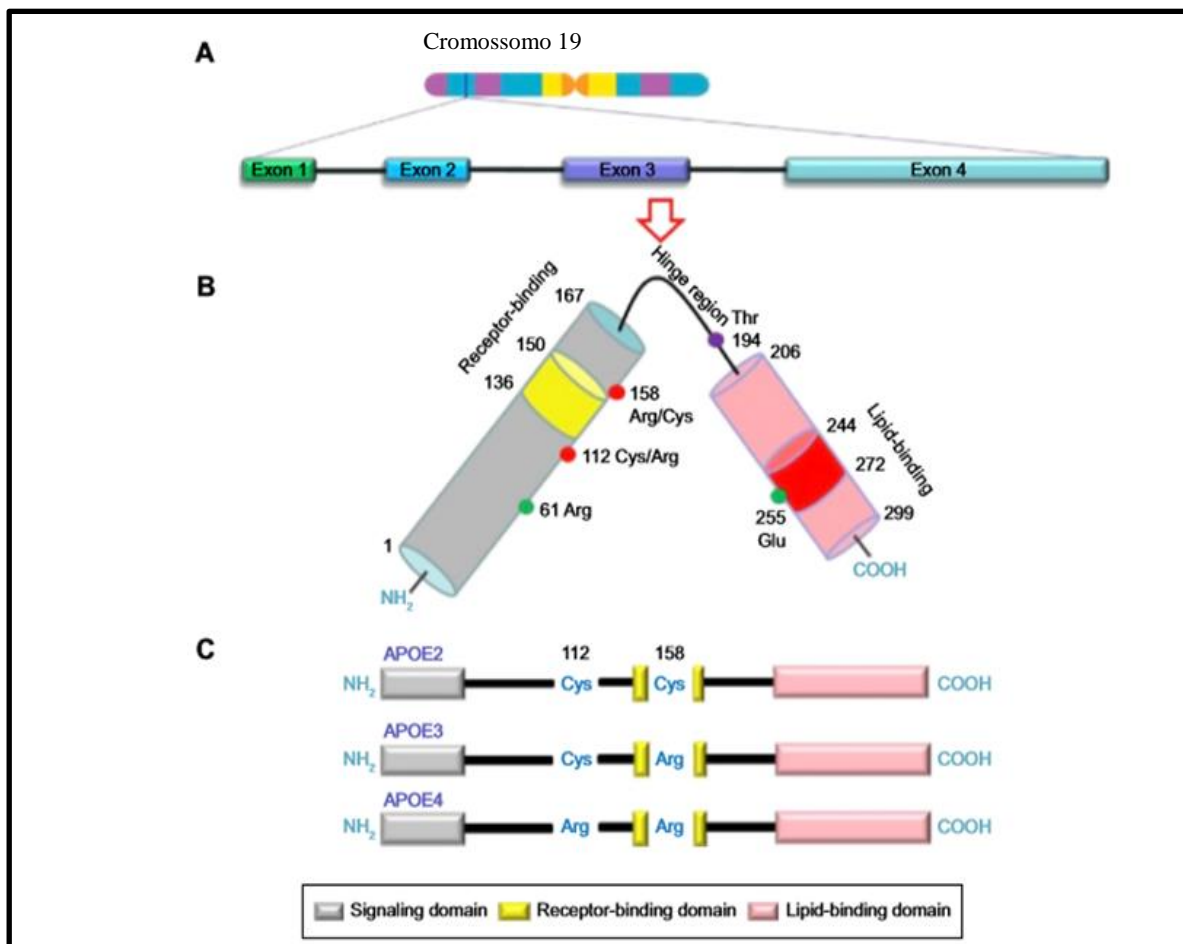 A
Cromossomo 19
Exon 1
Exon 2
Exon 3
Exon 4
B
Receptor-binding
Hinge region
167
150
136
Thr
194
206
158
Arg/Cys
244
Lipid-binding
112 Cys/Arg
272
61 Arg
255
Glu
299
1
NH2
COOH
C
APOE2
112
158
NH2
Cys
Cys
COOH
APOE3
NH2
Cys
Arg
COOH
APOE4
NH2
Arg
Arg
COOH
Signaling domain
Receptor-binding domain
Lipid-binding domain